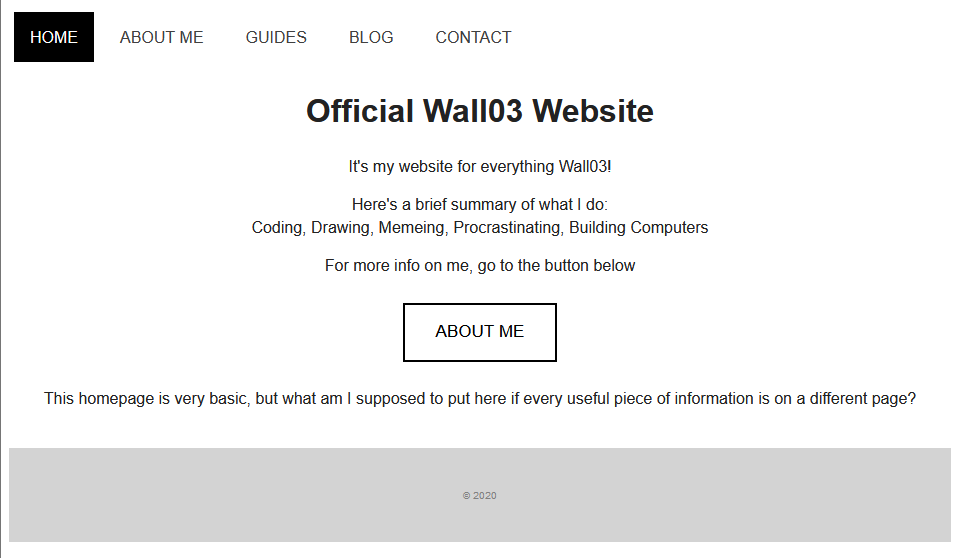 HOME ABOUT ME GUIDES BLOG CONTACT
Official Wall03 Website
It's my website for everything Wall03!
Here's a brief summary of what I do:
Coding, Drawing, Memeing, Procrastinating, Building Computers
For more info on me, go to the button below
ABOUT ME
This homepage is very basic, but what am I supposed to put here if every useful piece of information is on a different page?
© 2020